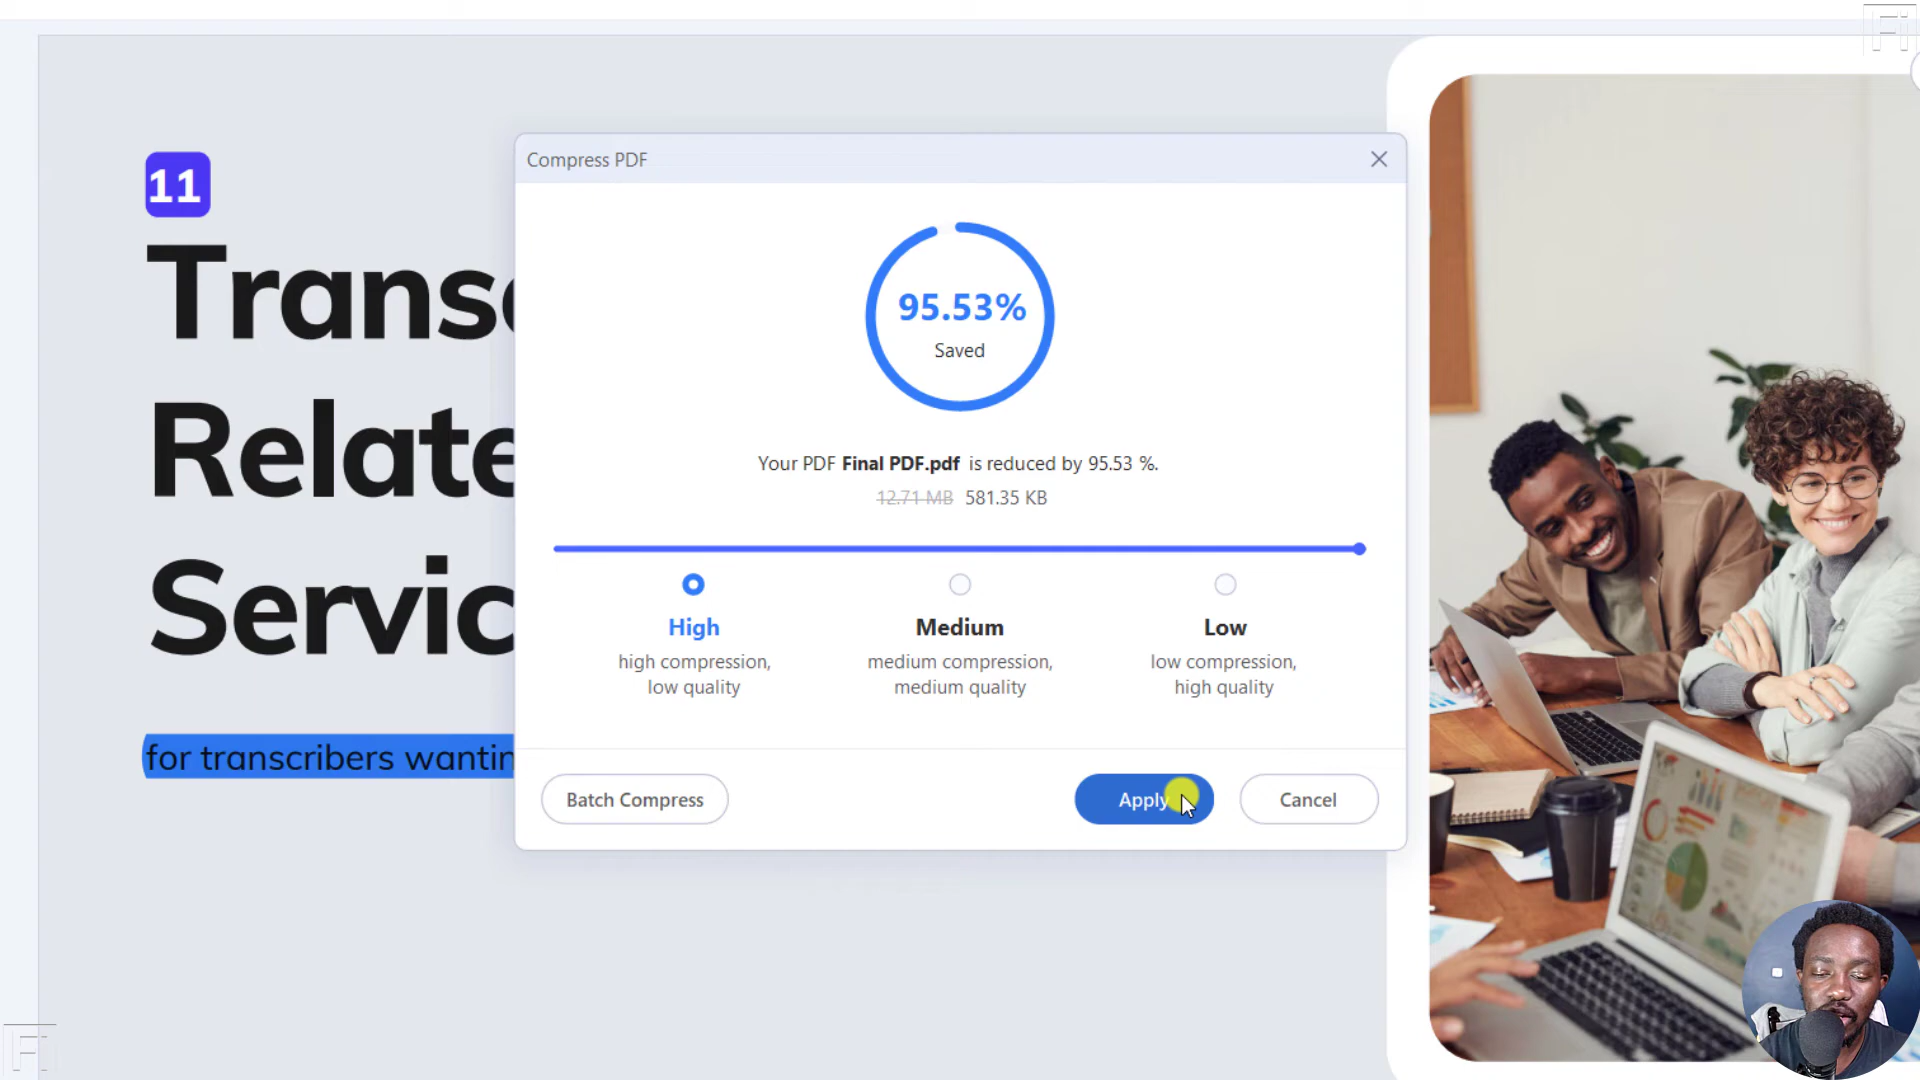 11
Compress PDF
Transc
Relate
Servic
for transcribers wantin
95.53%
Saved
Your PDF Final PDF.pdf is reduced by 95.53 %.
12.71 MB 581.35 KB
High
high compression,
low quality
Medium
medium compression,
medium quality
Low
low compression,
high quality
Batch Compress
Apply
Cancel